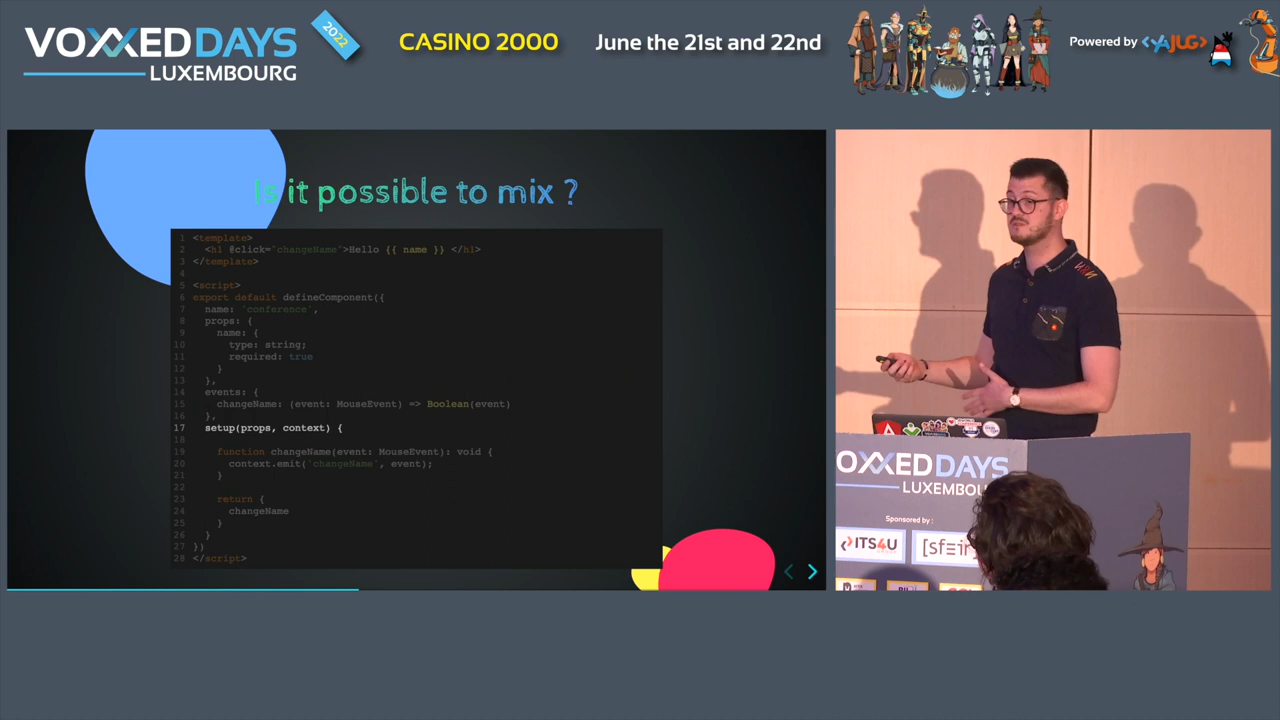 VOXXED DAYS
LUXEMBOURG
2022
CASINO 2000
June the 21st and 22nd
Powered by <YAJUG>
Is it possible to mix ?
1 <template>
2 <h1 @click="changeName">Hello {{ name }} </h1>
3 </template>
4
5 <script>
6 export default defineComponent({
7 name: 'conference',
8 props: {
9 name: {
10 type: string;
11 required: true
12 }
13 },
14 events: {
15 changeName: (event: MouseEvent) => Boolean(event)
16 },
17 setup(props, context) {
18
19 function changeName(event: MouseEvent): void {
20 context.emit('changeName', event);
21 }
22
23 return {
24 changeName
25 }
26 }
27 })
28 </script>
OXXED DAYS
LUXEMBOU
Sponsored by :
ITS4U
[sfeir